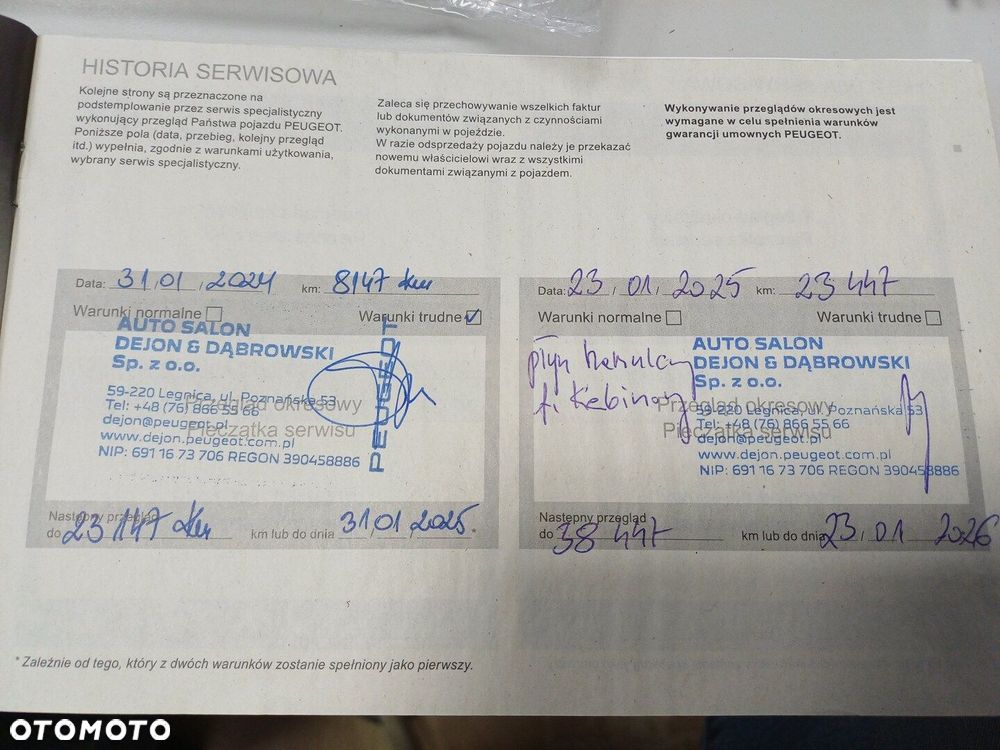 HISTORIA SERWISOWA
Kolejne strony są przeznaczone na
podstemplowanie przez serwis specjalistyczny
wykonujący przegląd Państwa pojazdu PEUGEOT.
Poniższe pola (data, przebieg, kolejny przegląd
itd.) wypełnia, zgodnie z warunkami użytkowania,
wybrany serwis specjalistyczny.
Zaleca się przechowywanie wszelkich faktur
lub dokumentów związanych z czynnościami
wykonanymi w pojeździe.
W razie odsprzedaży pojazdu należy je przekazać
nowemu właścicielowi wraz z wszystkimi
dokumentami związanymi z pojazdem.
Wykonywanie przeglądów okresowych jest
wymagane w celu spełnienia warunków
gwarancji umownych PEUGEOT.
Data: 31/01/2024 km: 8147 km
Warunki normalne Warunki trudne
AUTO SALON
DEJON & DĄBROWSKI
Sp. z o.o.
59-220 Legnica, ul. Poznańska 53
Przegląd okresowy
Tel: +48 (76) 866 55 66
dejon@peugeot.pl
Pieczątka serwisu
www.dejon.peugeot.com.pl
NIP: 691 16 73 706 REGON 390458886
PEUGEOT
Następny przegląd
do 23 147 km km lub do dnia 31/01/2025.
Data: 23/01/2025 km: 23 447
Warunki normalne Warunki trudne
płyn hamulcowy
f. kabinowy
AUTO SALON
DEJON & DĄBROWSKI
Sp. z o.o.
59-220 Legnica, ul. Poznańska 53
Przegląd okresowy
Tel: +48 (76) 866 55 66
dejon@peugeot.pl
Pieczątka serwisu
www.dejon.peugeot.com.pl
NIP: 691 16 73 706 REGON 390458886
Następny przegląd
do 38 447 km lub do dnia 23/01/2026
* Zależnie od tego, który z dwóch warunków zostanie spełniony jako pierwszy.
OTOMOTO